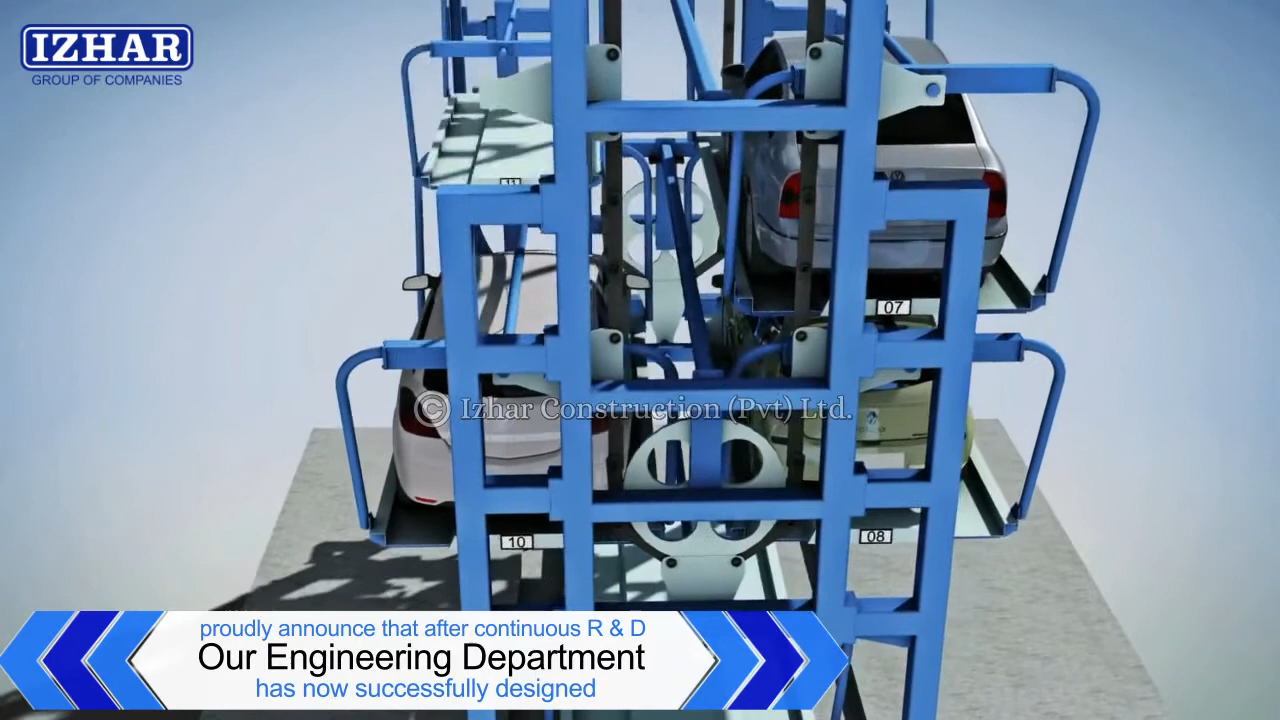 IZHAR
GROUP OF COMPANIES
11
07
© Izhar Construction (Pvt) Ltd.
10
08
proudly announce that after continuous R & D
Our Engineering Department
has now successfully designed